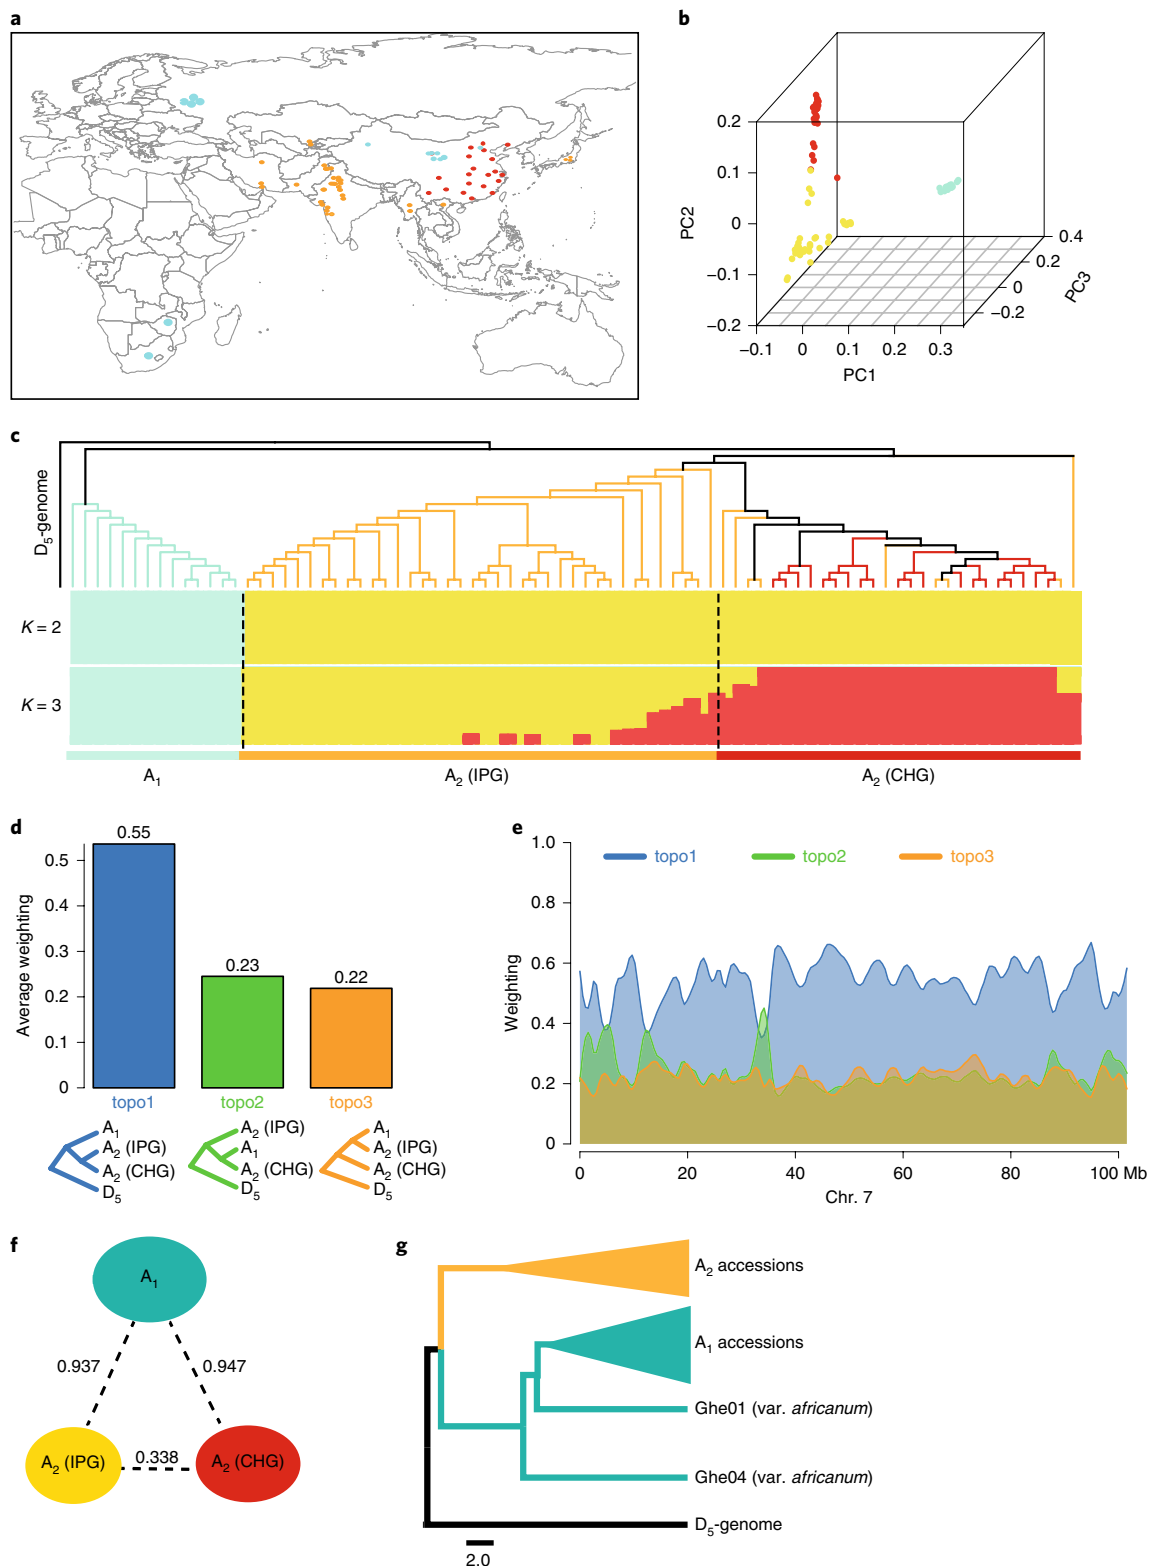 a
b
0.2
0.1
0
−0.1
−0.2
PC2
−0.1
0
0.1
0.2
0.3
PC1
0.4
0.2
0
−0.2
PC3
c
D5-genome
K = 2
K = 3
A1
A2 (IPG)
A2 (CHG)
d
Average weighting
0.5
0.4
0.3
0.2
0.1
0
0.55
0.23
0.22
topo1
topo2
topo3
A1
A2 (IPG)
A2 (CHG)
D5
A2 (IPG)
A1
A2 (CHG)
D5
A1
A2 (IPG)
A2 (CHG)
D5
e
topo1
topo2
topo3
Weighting
1.0
0.8
0.6
0.4
0.2
0
0
20
40
60
80
100 Mb
Chr. 7
f
A1
0.937
0.947
A2 (IPG)
0.338
A2 (CHG)
g
A2 accessions
A1 accessions
Ghe01 (var. africanum)
Ghe04 (var. africanum)
D5-genome
2.0